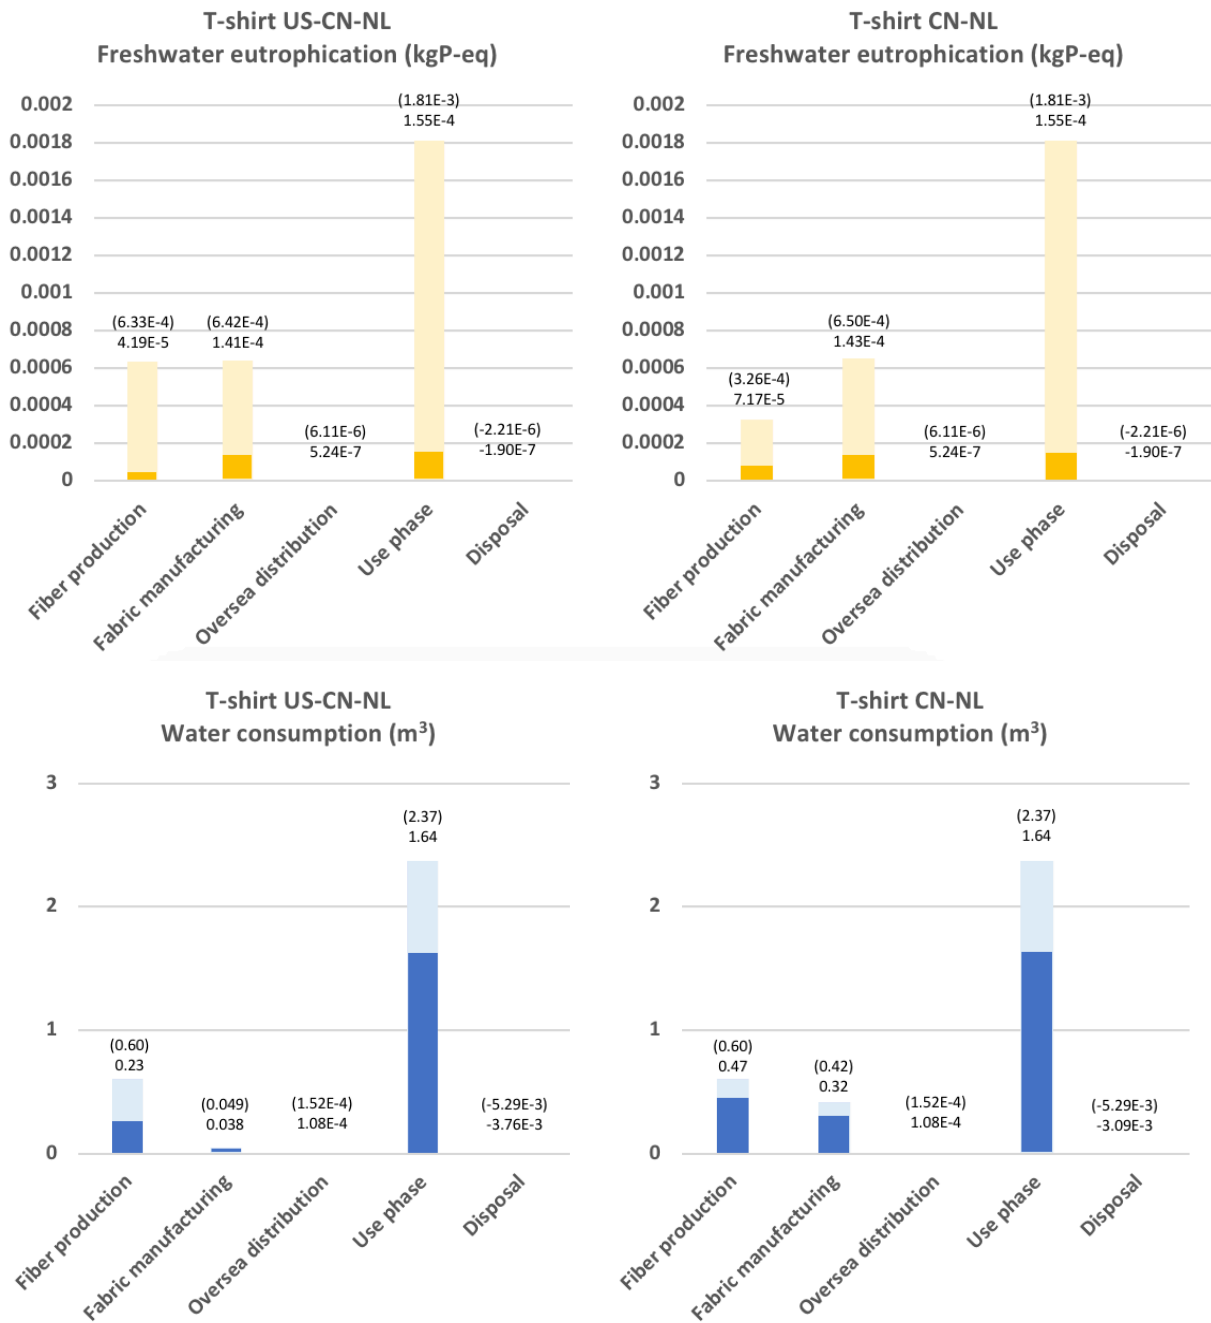 T-shirt US-CN-NL
Freshwater eutrophication (kgP-eq)
0.002
0.0018
0.0016
0.0014
0.0012
0.001
0.0008
0.0006
0.0004
0.0002
0
(6.33E-4)
4.19E-5
(6.42E-4)
1.41E-4
(6.11E-6)
5.24E-7
(1.81E-3)
1.55E-4
(-2.21E-6)
-1.90E-7
Fiber production
Fabric manufacturing
Oversea distribution
Use phase
Disposal
T-shirt CN-NL
Freshwater eutrophication (kgP-eq)
0.002
0.0018
0.0016
0.0014
0.0012
0.001
0.0008
0.0006
0.0004
0.0002
0
(3.26E-4)
7.17E-5
(6.50E-4)
1.43E-4
(6.11E-6)
5.24E-7
(1.81E-3)
1.55E-4
(-2.21E-6)
-1.90E-7
Fiber production
Fabric manufacturing
Oversea distribution
Use phase
Disposal
T-shirt US-CN-NL
Water consumption (m³)
3
2
1
0
(0.60)
0.23
(0.049)
0.038
(1.52E-4)
1.08E-4
(2.37)
1.64
(-5.29E-3)
-3.76E-3
Fiber production
Fabric manufacturing
Oversea distribution
Use phase
Disposal
T-shirt CN-NL
Water consumption (m³)
3
2
1
0
(0.60)
0.47
(0.42)
0.32
(1.52E-4)
1.08E-4
(2.37)
1.64
(-5.29E-3)
-3.09E-3
Fiber production
Fabric manufacturing
Oversea distribution
Use phase
Disposal